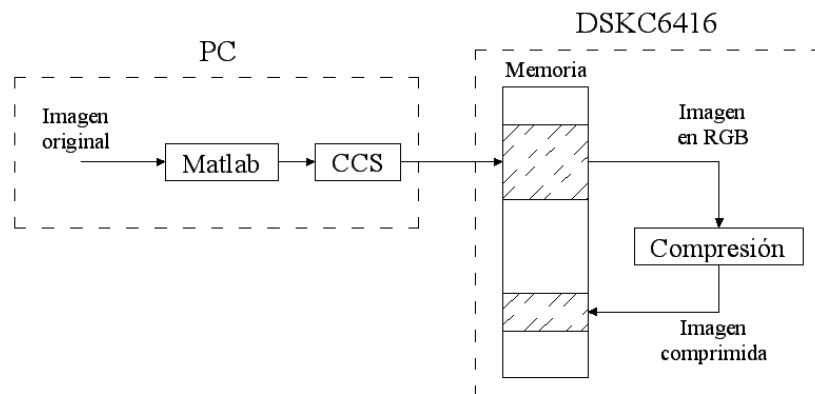 DSKC6416
PC
Memoria
Imagen
original
Matlab
CCS
Imagen
en RGB
Compresión
Imagen
comprimida